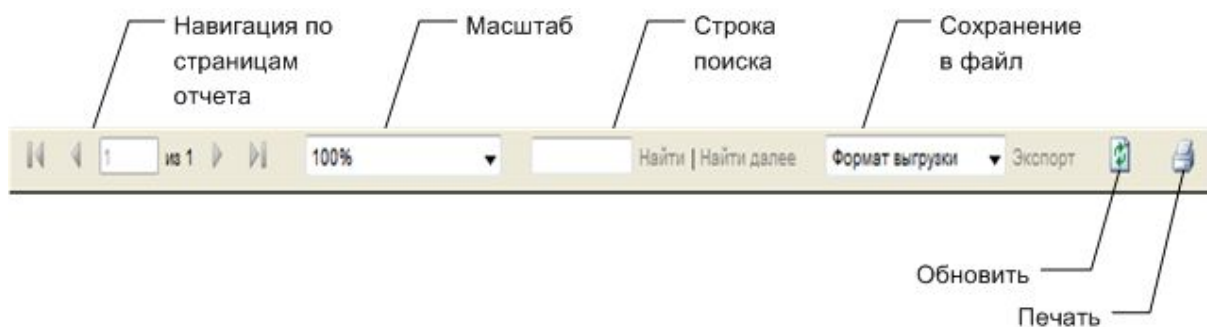 Навигация по
страницам
отчета
Масштаб
Строка
поиска
Сохранение
в файл
1 из 1 100% Найти | Найти далее Формат выгрузки Экспорт
Обновить
Печать